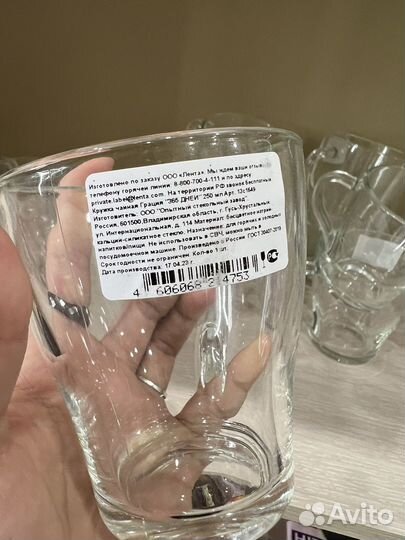 Изготовлено по заказу ООО «Лента». Мы ждем ваши отзывы
телефону горячей линии: 8-800-700-4-111 и по адресу
private.label@lenta.com. На территории РФ звонок бесплатный
Кружка чайная Грация "365 ДНЕЙ" 250 мл Арт. 13с1649
Изготовитель: ООО "Опытный стекольный завод"
Россия, 601500, Владимирская область, г. Гусь-Хрустальный
ул. Интернациональная, д. 114 Материал: бесцветное натрий
кальций-силикатное стекло. Назначение: для горячих и холодных
напитков/пищи. Не использовать в СВЧ, можно мыть в
посудомоечной машине. Произведено в России. ГОСТ 30407-2019
Срок годности не ограничен. Кол-во 1 шт.
Дата производства: 17.04.23 г.
4 606068 214753
Avito